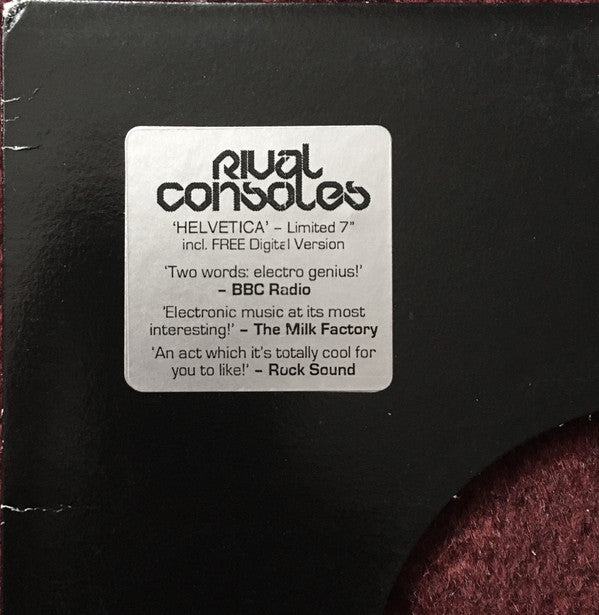 RIVAL
CONSOLES
‘HELVETICA’ – Limited 7”
incl. FREE Digital Version
‘Two words: electro genius!’
– BBC Radio
‘Electronic music at its most
interesting!’ – The Milk Factory
‘An act which it’s totally cool for
you to like!’ – Rock Sound